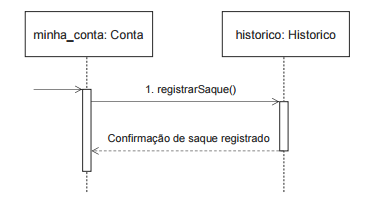 minha_conta: Conta
historico: Historico
1. registrarSaque()
Confirmação de saque registrado